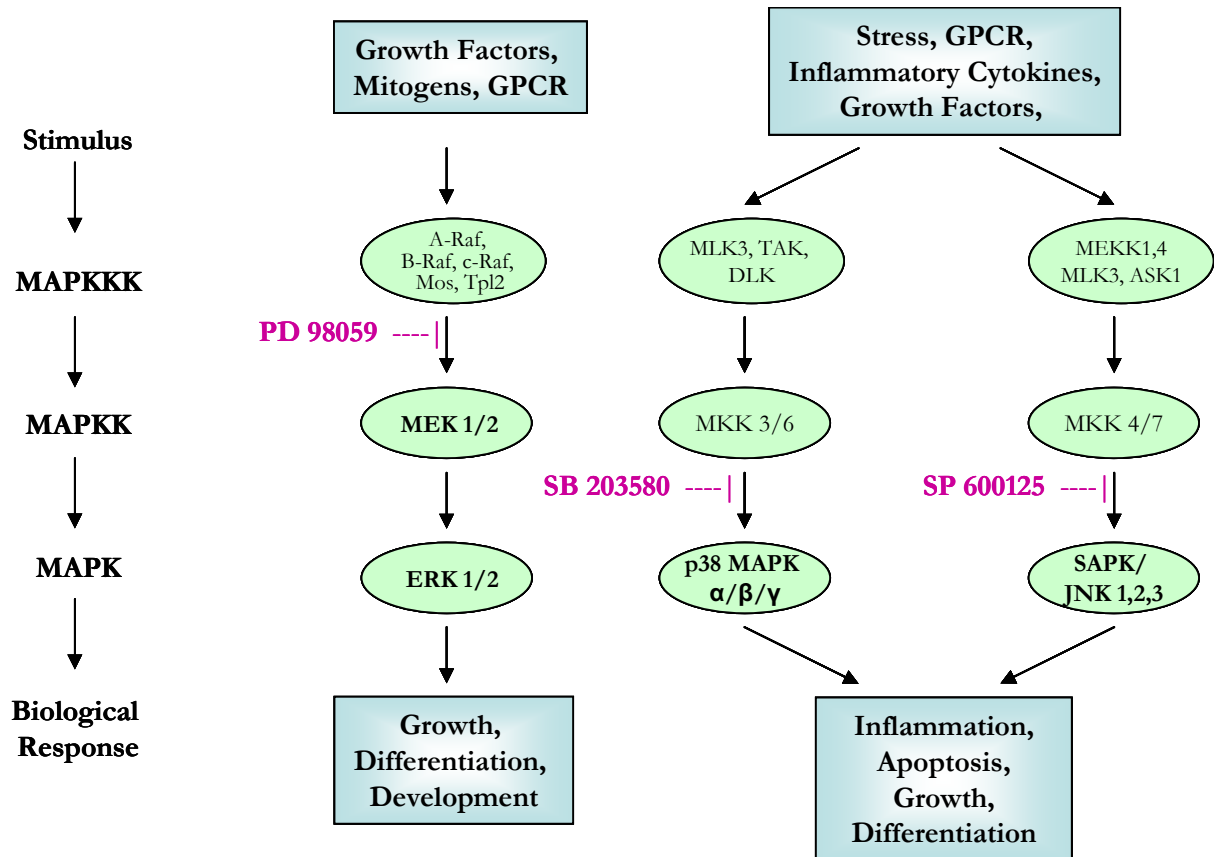 Growth Factors,
Mitogens, GPCR
Stress, GPCR,
Inflammatory Cytokines,
Growth Factors,
Stimulus
MAPKKK
A-Raf,
B-Raf, c-Raf,
Mos, Tpl2
MLK3, TAK,
DLK
MEKK1,4
MLK3, ASK1
PD 98059 ----|
MAPKK
MEK 1/2
MKK 3/6
MKK 4/7
SB 203580 ----|
SP 600125 ----|
MAPK
ERK 1/2
p38 MAPK
α/β/γ
SAPK/
JNK 1,2,3
Biological
Response
Growth,
Differentiation,
Development
Inflammation,
Apoptosis,
Growth,
Differentiation